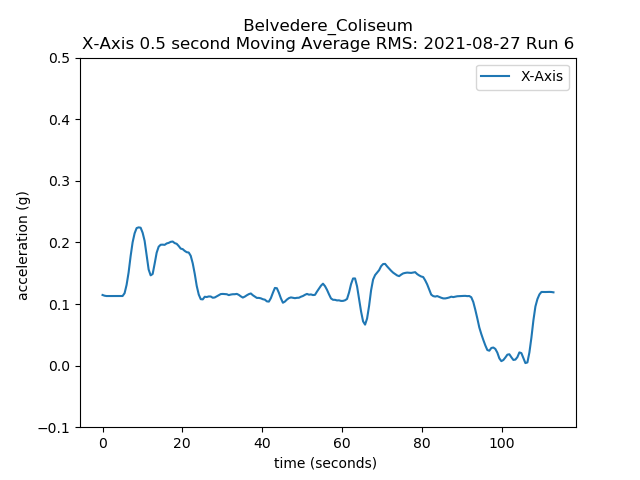 Belvedere_Coliseum
X-Axis 0.5 second Moving Average RMS: 2021-08-27 Run 6
X-Axis
acceleration (g)
0.5
0.4
0.3
0.2
0.1
0.0
−0.1
0 20 40 60 80 100
time (seconds)